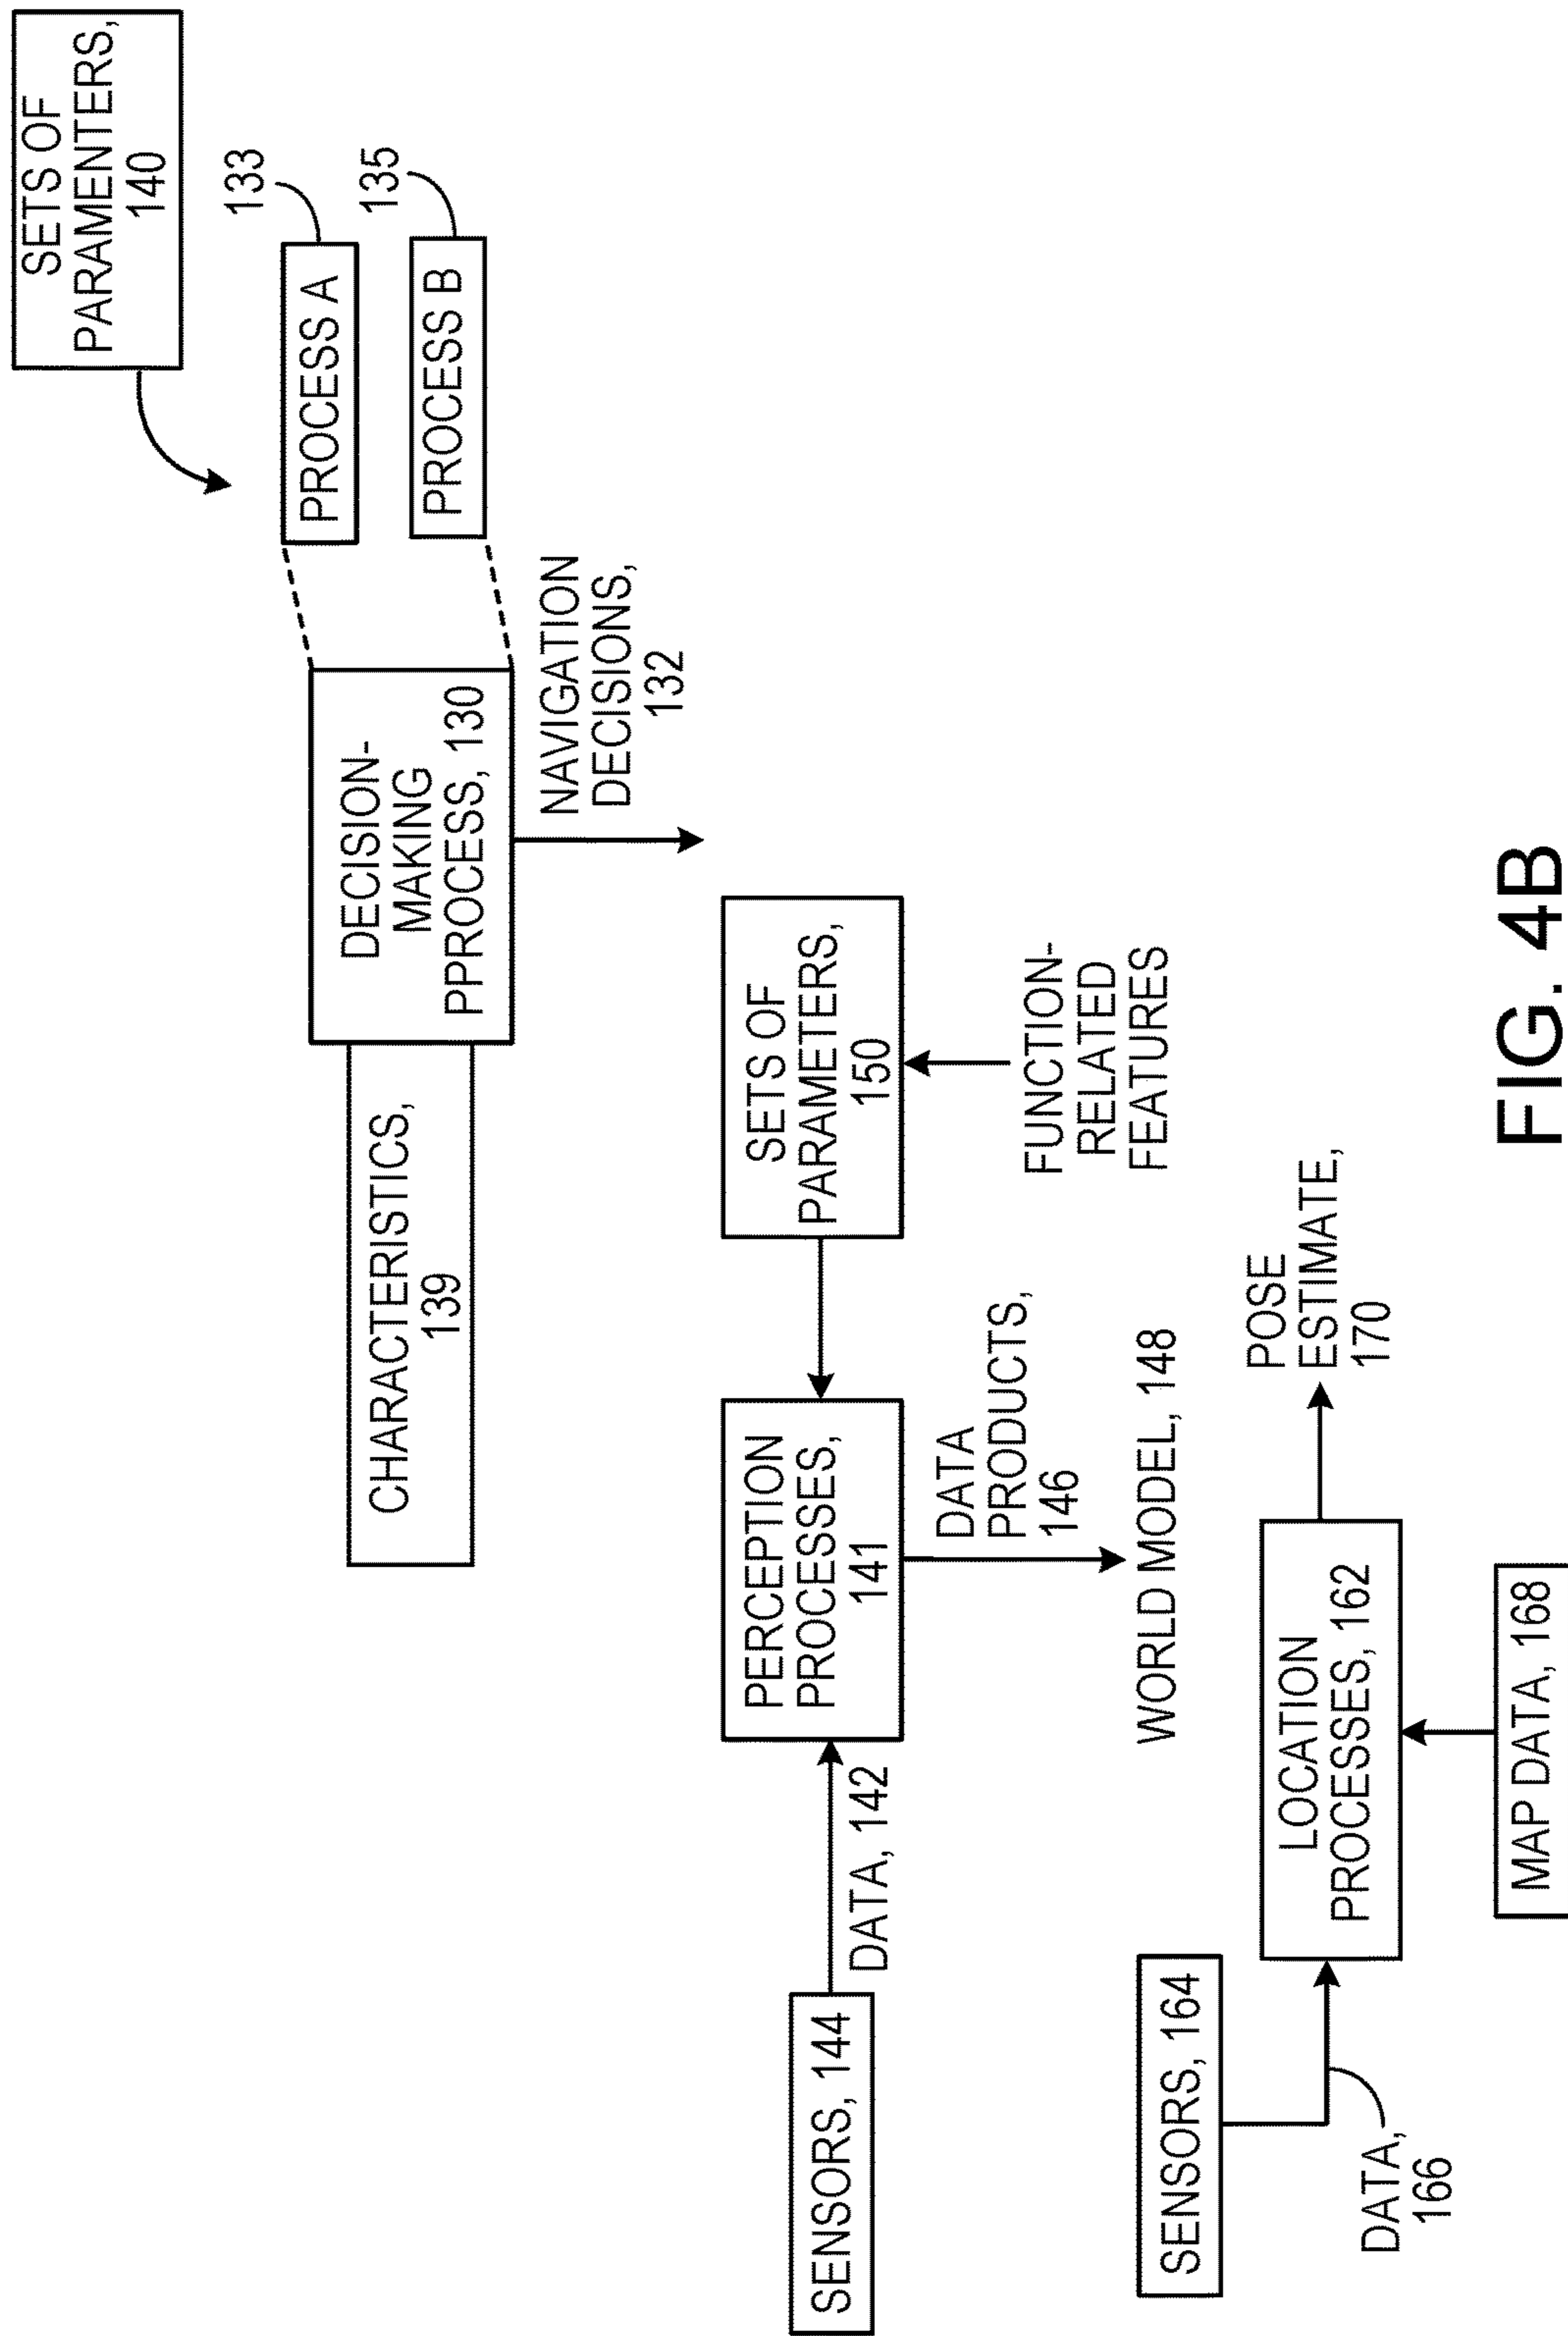 SETS OF
PARAMENTERS,
140
PROCESS A
133
PROCESS B
135
CHARACTERISTICS,
139
DECISION-
MAKING
PPROCESS, 130
NAVIGATION
DECISIONS,
132
SENSORS, 144
DATA, 142
PERCEPTION
PROCESSES,
141
SETS OF
PARAMETERS,
150
DATA
PRODUCTS,
146
FUNCTION-
RELATED
FEATURES
WORLD MODEL, 148
SENSORS, 164
DATA,
166
LOCATION
PROCESSES, 162
POSE
ESTIMATE,
170
MAP DATA, 168
FIG. 4B